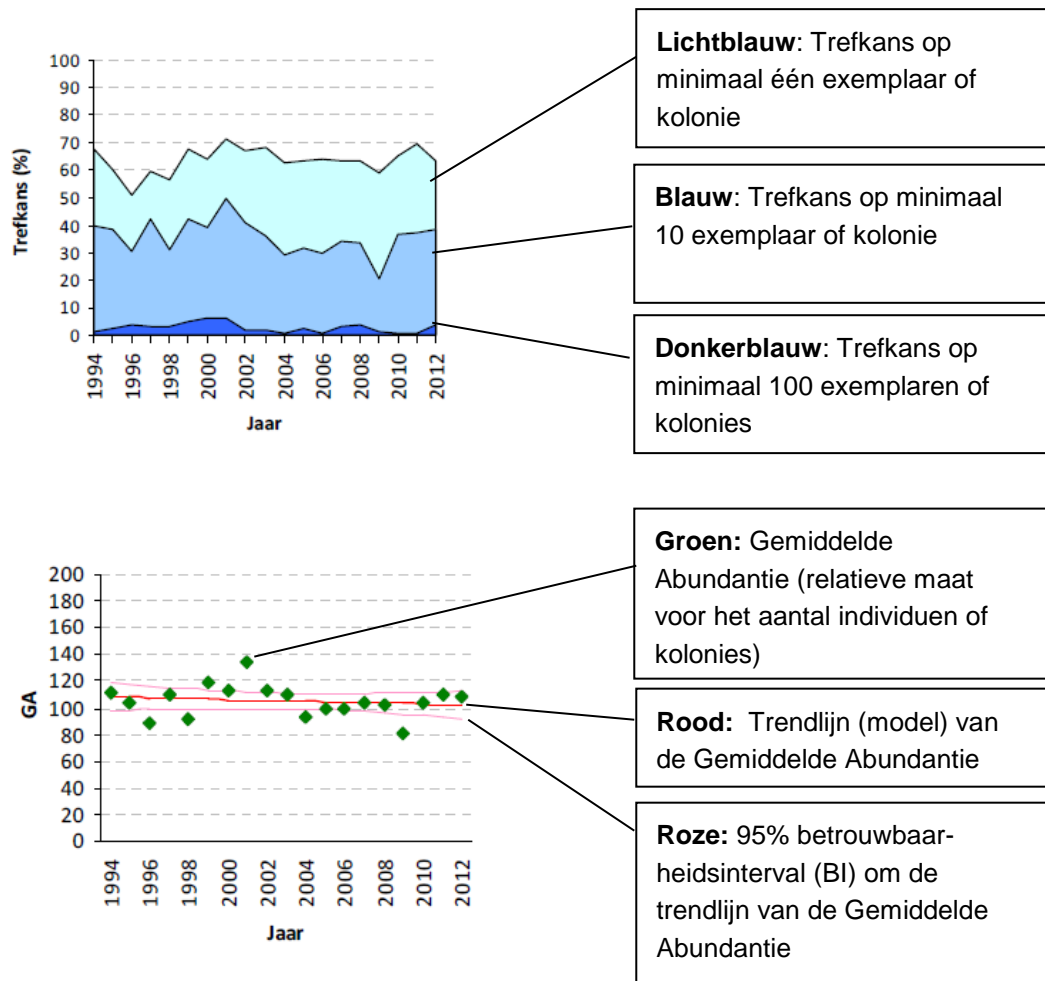 100
90
80
70
60
50
40
30
20
10
0
Trefkans (%)
1994
1996
1998
2000
2002
2004
2006
2008
2010
2012
Jaar
Lichtblauw: Trefkans op
minimaal één exemplaar of
kolonie
Blauw: Trefkans op minimaal
10 exemplaar of kolonie
Donkerblauw: Trefkans op
minimaal 100 exemplaren of
kolonies
200
180
160
140
120
100
80
60
40
20
0
GA
1994
1996
1998
2000
2002
2004
2006
2008
2010
2012
Jaar
Groen: Gemiddelde
Abundantie (relatieve maat
voor het aantal individuen of
kolonies)
Rood: Trendlijn (model) van
de Gemiddelde Abundantie
Roze: 95% betrouwbaar-
heidsinterval (BI) om de
trendlijn van de Gemiddelde
Abundantie